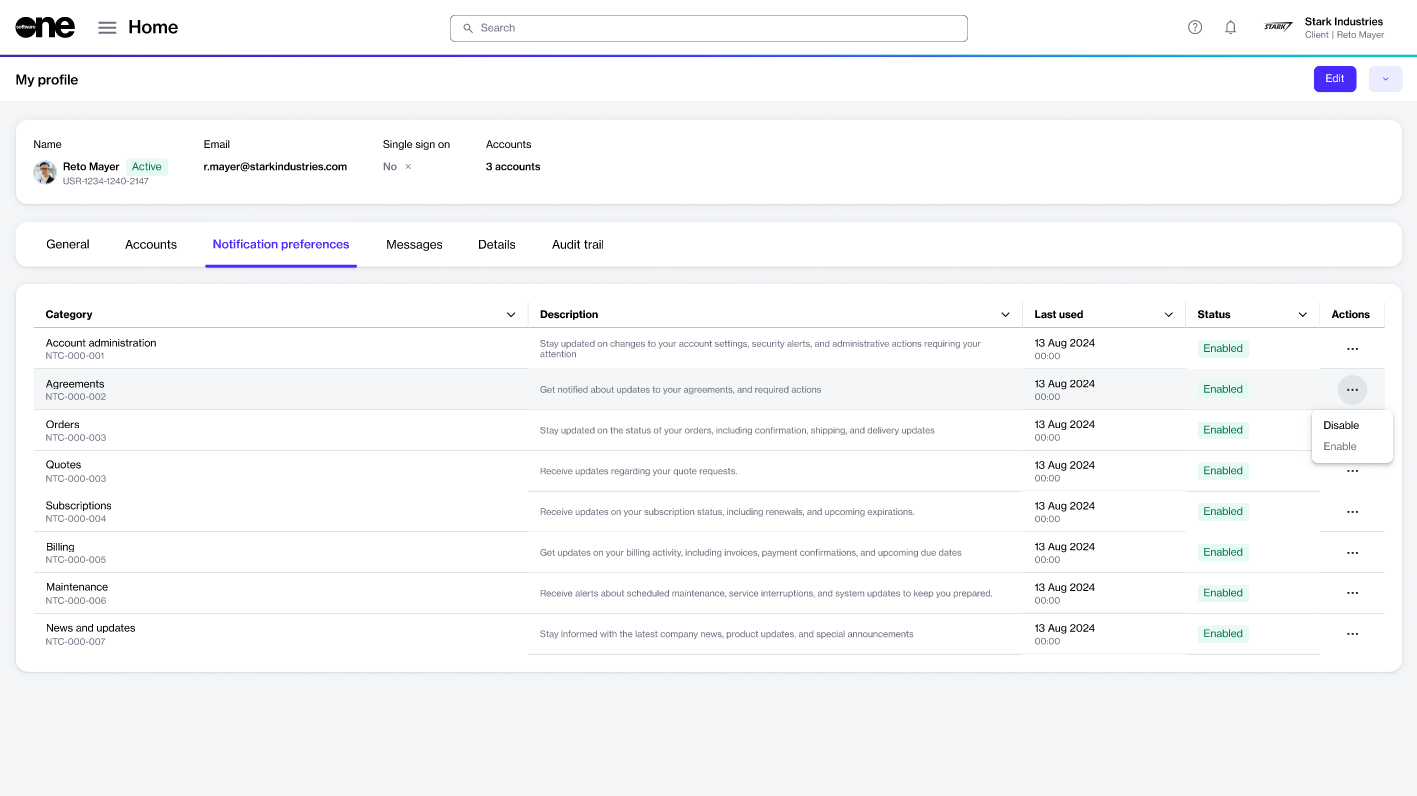 software
one
Home
Search
STARK
Stark Industries
Client | Reto Mayer
My profile
Edit
Name
Email
Single sign on
Accounts
Reto Mayer
Active
USR-1234-1240-2147
r.mayer@starkindustries.com
No ×
3 accounts
General
Accounts
Notification preferences
Messages
Details
Audit trail
Category
Description
Last used
Status
Actions
Account administration
NTC-000-001
Stay updated on changes to your account settings, security alerts, and administrative actions requiring your
attention
13 Aug 2024
00:00
Enabled
Agreements
NTC-000-002
Get notified about updates to your agreements, and required actions
13 Aug 2024
00:00
Enabled
Orders
NTC-000-003
Stay updated on the status of your orders, including confirmation, shipping, and delivery updates
13 Aug 2024
00:00
Enabled
Disable
Enable
Quotes
NTC-000-003
Receive updates regarding your quote requests.
13 Aug 2024
00:00
Enabled
Subscriptions
NTC-000-004
Receive updates on your subscription status, including renewals, and upcoming expirations.
13 Aug 2024
00:00
Enabled
Billing
NTC-000-005
Get updates on your billing activity, including invoices, payment confirmations, and upcoming due dates
13 Aug 2024
00:00
Enabled
Maintenance
NTC-000-006
Receive alerts about scheduled maintenance, service interruptions, and system updates to keep you prepared.
13 Aug 2024
00:00
Enabled
News and updates
NTC-000-007
Stay informed with the latest company news, product updates, and special announcements
13 Aug 2024
00:00
Enabled